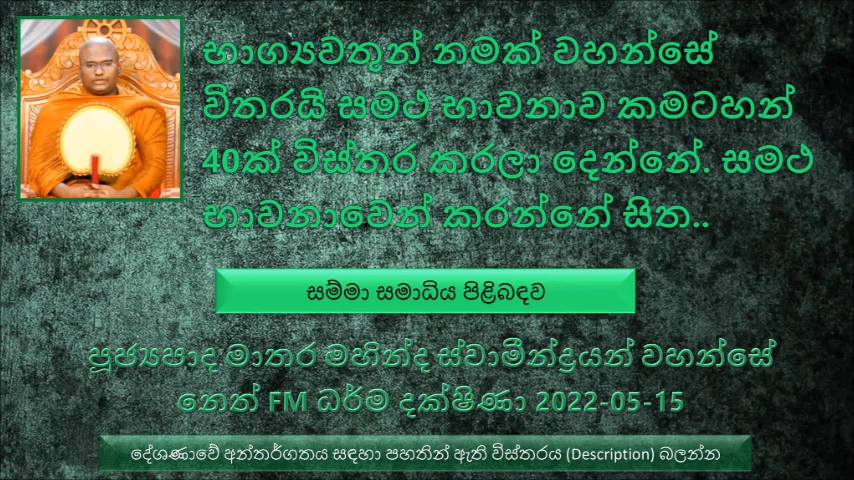 භාග්‍යවතුන් නමක් වහන්සේ
විතරයි සමථ භාවනාව කමටහන්
40ක් විස්තර කරලා දෙන්නේ. සමථ
භාවනාවෙන් කරන්නේ සිත..
සම්මා සමාධිය පිළිබඳව
පූජ්‍යපාද මාතර මහින්ද ස්වාමීන්ද්‍රයන් වහන්සේ
නෙත් FM ධර්ම දක්ෂිණා 2022-05-15
දේශණාවේ අන්තර්ගතය සඳහා පහතින් ඇති විස්තරය (Description) බලන්න